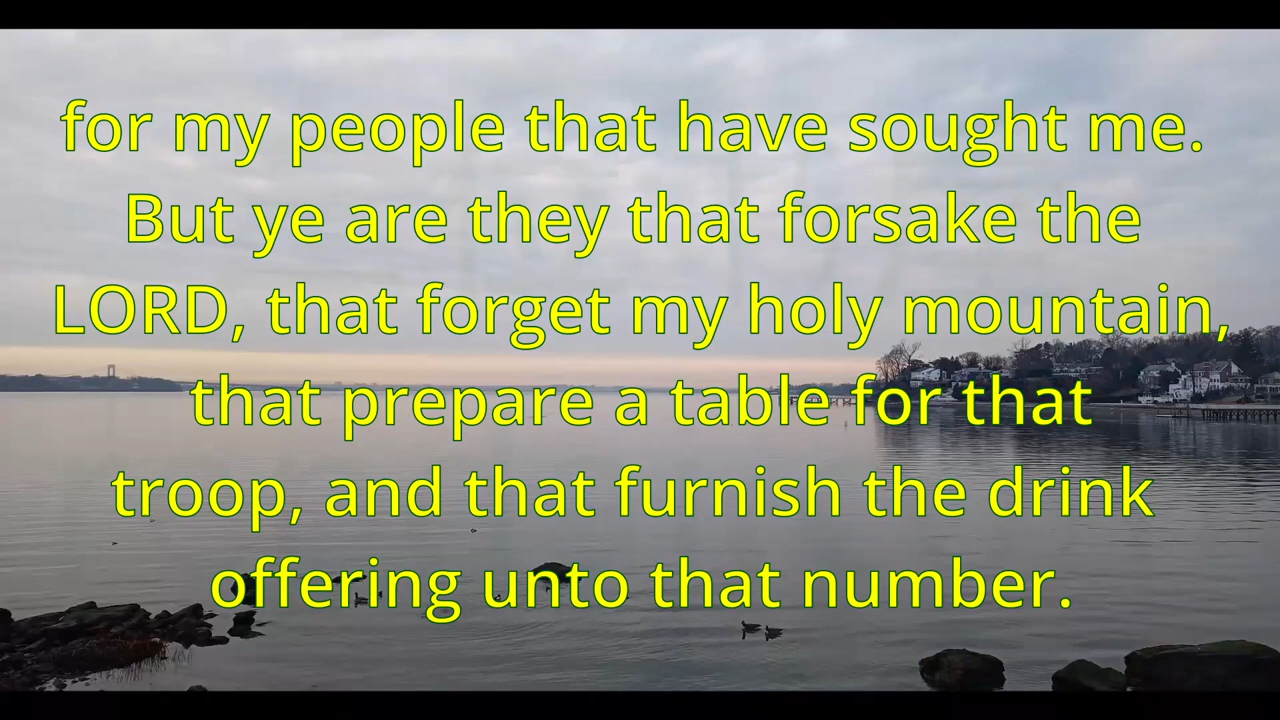 for my people that have sought me.
But ye are they that forsake the
LORD, that forget my holy mountain,
that prepare a table for that
troop, and that furnish the drink
offering unto that number.